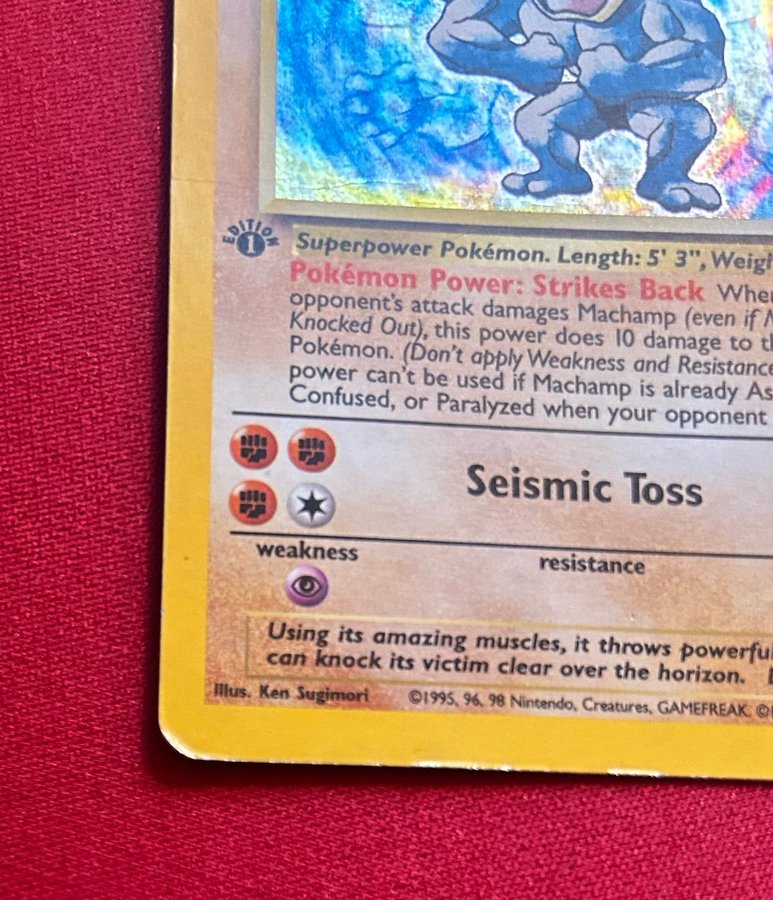 EDITION
1
Superpower Pokémon. Length: 5' 3", Weigh
Pokémon Power: Strikes Back When
opponent's attack damages Machamp (even if M
Knocked Out), this power does 10 damage to th
Pokémon. (Don't apply Weakness and Resistance
power can't be used if Machamp is already As
Confused, or Paralyzed when your opponent
Seismic Toss
weakness
resistance
Using its amazing muscles, it throws powerful
can knock its victim clear over the horizon. L
Illus. Ken Sugimori ©1995, 96, 98 Nintendo, Creatures, GAMEFREAK. ©1